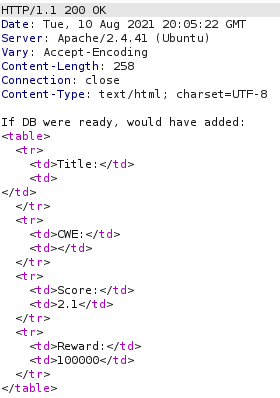 HTTP/1.1 200 OK
Date: Tue, 10 Aug 2021 20:05:22 GMT
Server: Apache/2.4.41 (Ubuntu)
Vary: Accept-Encoding
Content-Length: 258
Connection: close
Content-Type: text/html; charset=UTF-8

If DB were ready, would have added:
<table>
  <tr>
    <td>Title:</td>
    <td>
</td>
  </tr>
  <tr>
    <td>CWE:</td>
    <td></td>
  </tr>
  <tr>
    <td>Score:</td>
    <td>2.1</td>
  </tr>
  <tr>
    <td>Reward:</td>
    <td>100000</td>
  </tr>
</table>